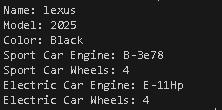 Name: lexus
Model: 2025
Color: Black
Sport Car Engine: B-3e78
Sport Car Wheels: 4
Electric Car Engine: E-11Hp
Electric Car Wheels: 4